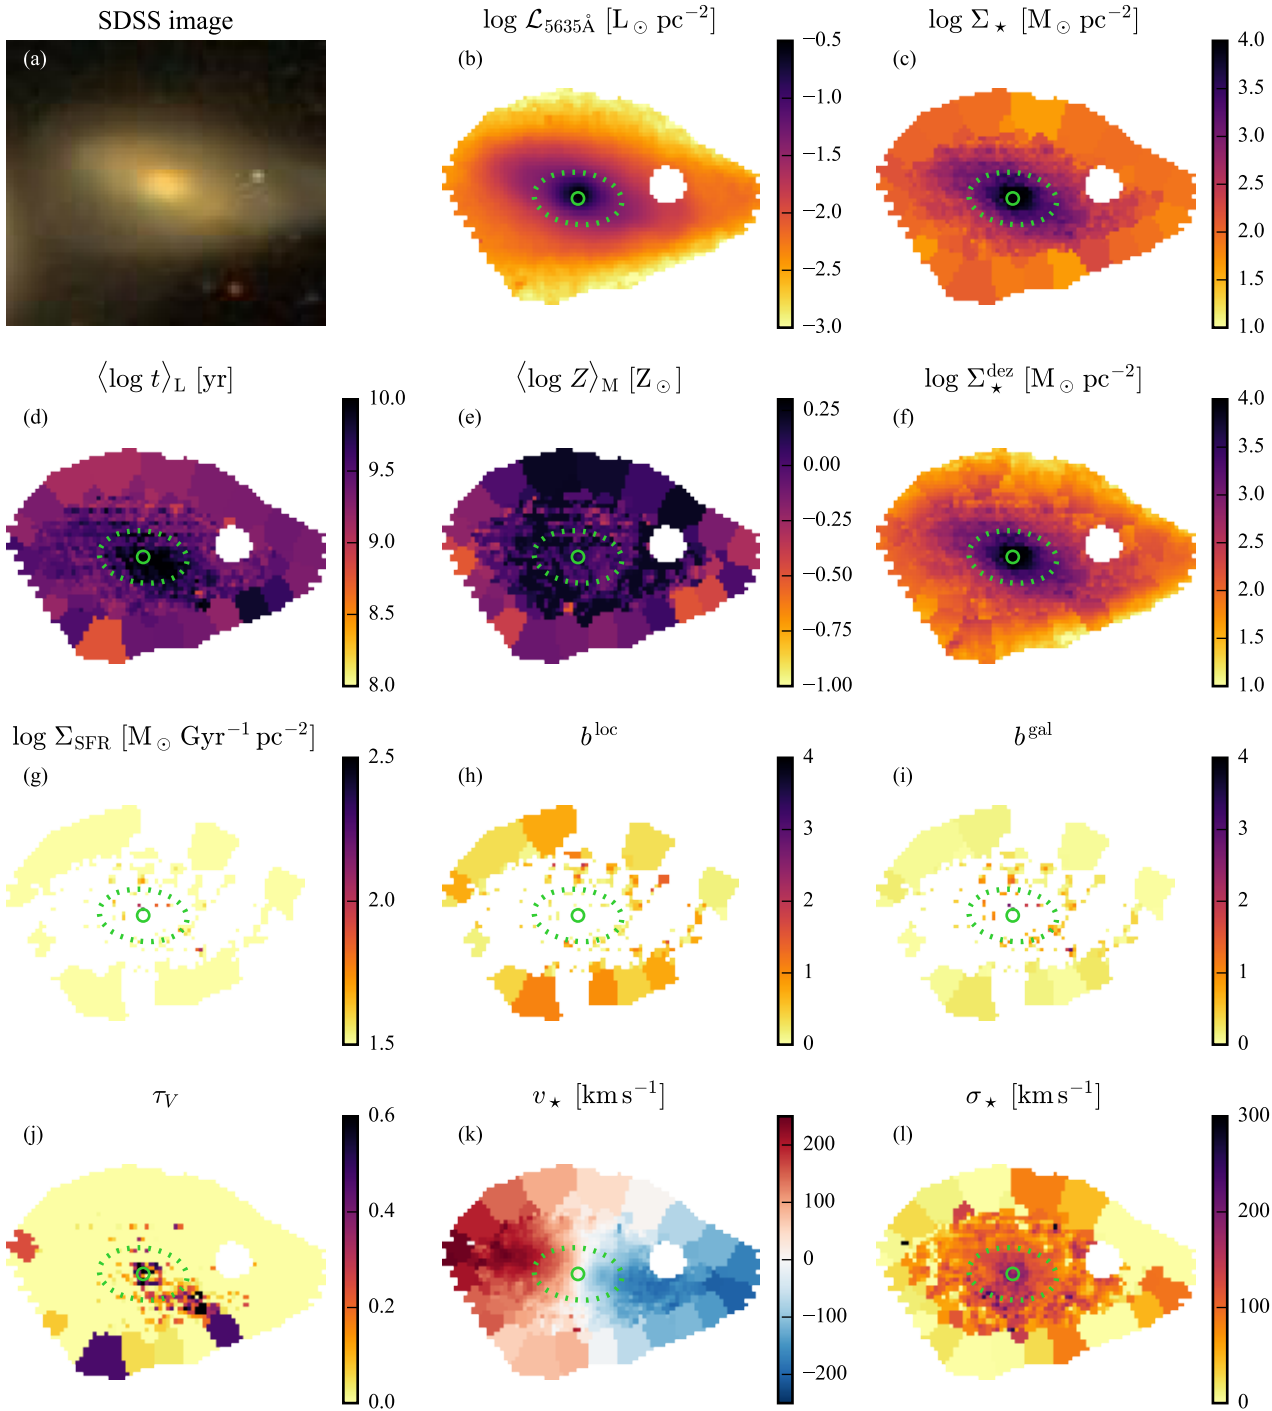 SDSS image
log ℒ₅₆₃₅Å [L⊙ pc⁻²]
log Σ⋆ [M⊙ pc⁻²]
(a)
(b)
−0.5
−1.0
−1.5
−2.0
−2.5
−3.0
(c)
4.0
3.5
3.0
2.5
2.0
1.5
1.0
⟨log t⟩L [yr]
⟨log Z⟩M [Z⊙]
log Σ⋆ᵈᵉᶻ [M⊙ pc⁻²]
(d)
10.0
9.5
9.0
8.5
8.0
(e)
0.25
0.00
−0.25
−0.50
−0.75
−1.00
(f)
4.0
3.5
3.0
2.5
2.0
1.5
1.0
log ΣSFR [M⊙ Gyr⁻¹ pc⁻²]
bˡᵒᶜ
bᵍᵃˡ
(g)
2.5
2.0
1.5
(h)
4
3
2
1
0
(i)
4
3
2
1
0
τV
v⋆ [km s⁻¹]
σ⋆ [km s⁻¹]
(j)
0.6
0.4
0.2
0.0
(k)
200
100
0
−100
−200
(l)
300
200
100
0